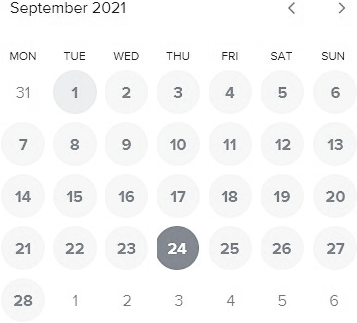 September 2021
MON TUE WED THU FRI SAT SUN
31 1 2 3 4 5 6
7 8 9 10 11 12 13
14 15 16 17 18 19 20
21 22 23 24 25 26 27
28 1 2 3 4 5 6